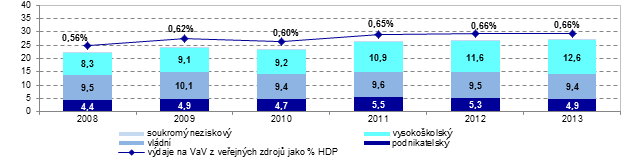 40
35
30
25
20
15
10
5
0
0,56% 0,62% 0,60% 0,65% 0,66% 0,66%
8,3 9,1 9,2 10,9 11,6 12,6
9,5 10,1 9,4 9,6 9,5 9,4
4,4 4,9 4,7 5,5 5,3 4,9
2008 2009 2010 2011 2012 2013
soukromý neziskový vysokoškolský
vládní podnikatelský
výdaje na VaV z veřejných zdrojů jako % HDP